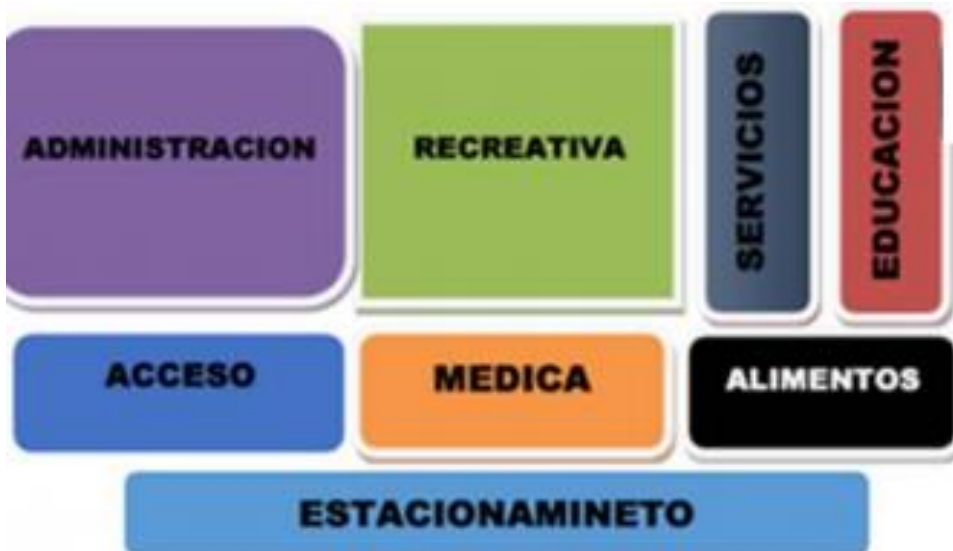 ADMINISTRACION
RECREATIVA
SERVICIOS
EDUCACION
ACCESO
MEDICA
ALIMENTOS
ESTACIONAMINETO